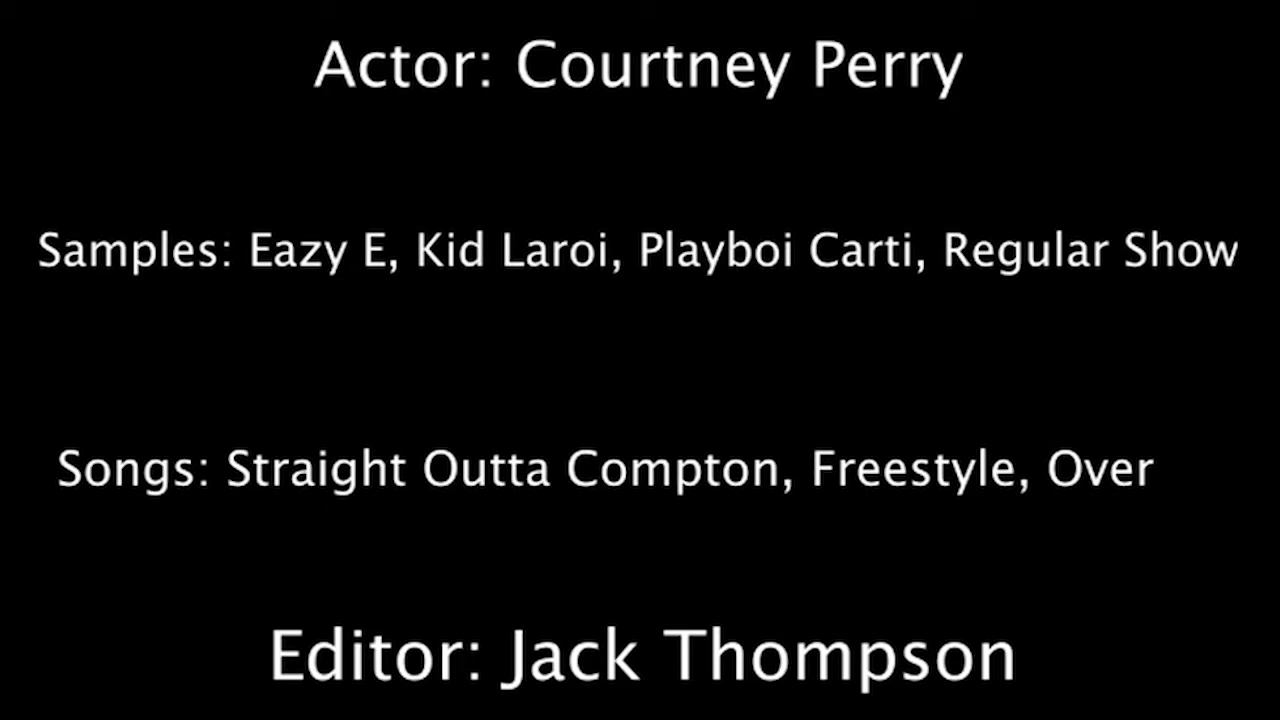 Actor: Courtney Perry
Samples: Eazy E, Kid Laroi, Playboi Carti, Regular Show
Songs: Straight Outta Compton, Freestyle, Over
Editor: Jack Thompson